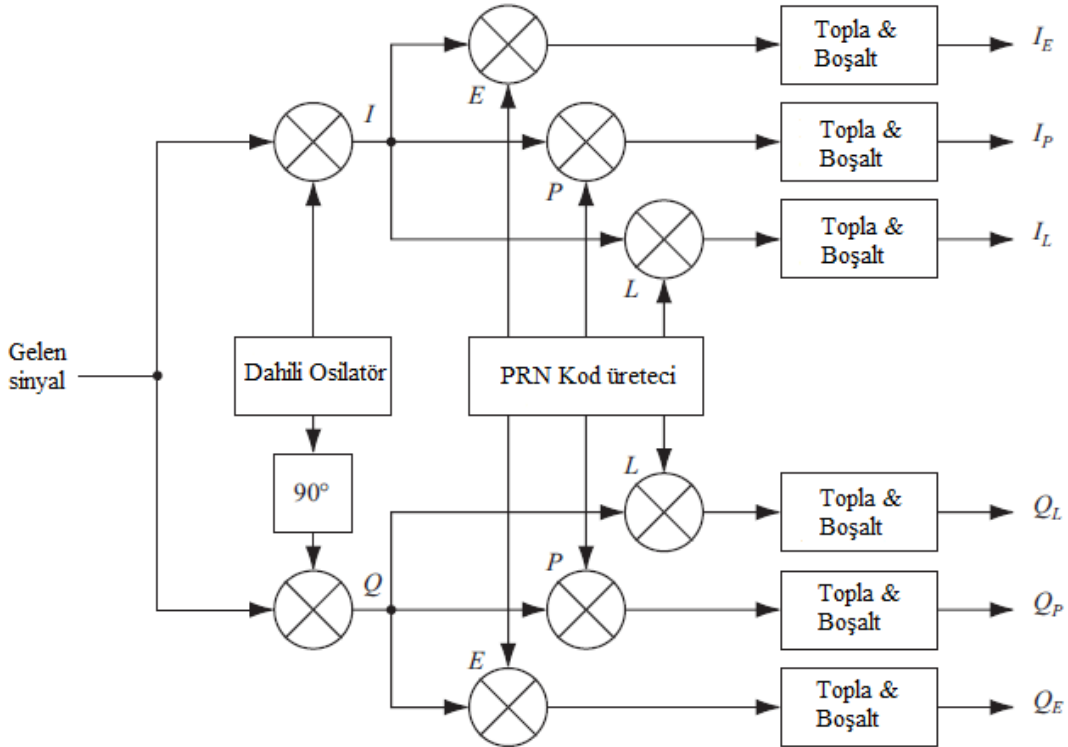 Topla &
Boşalt
I_E
E
I
Topla &
Boşalt
I_P
P
Topla &
Boşalt
I_L
L
Gelen
sinyal
Dahili Osilatör
PRN Kod üreteci
90°
L
Topla &
Boşalt
Q_L
Q
P
Topla &
Boşalt
Q_P
E
Topla &
Boşalt
Q_E